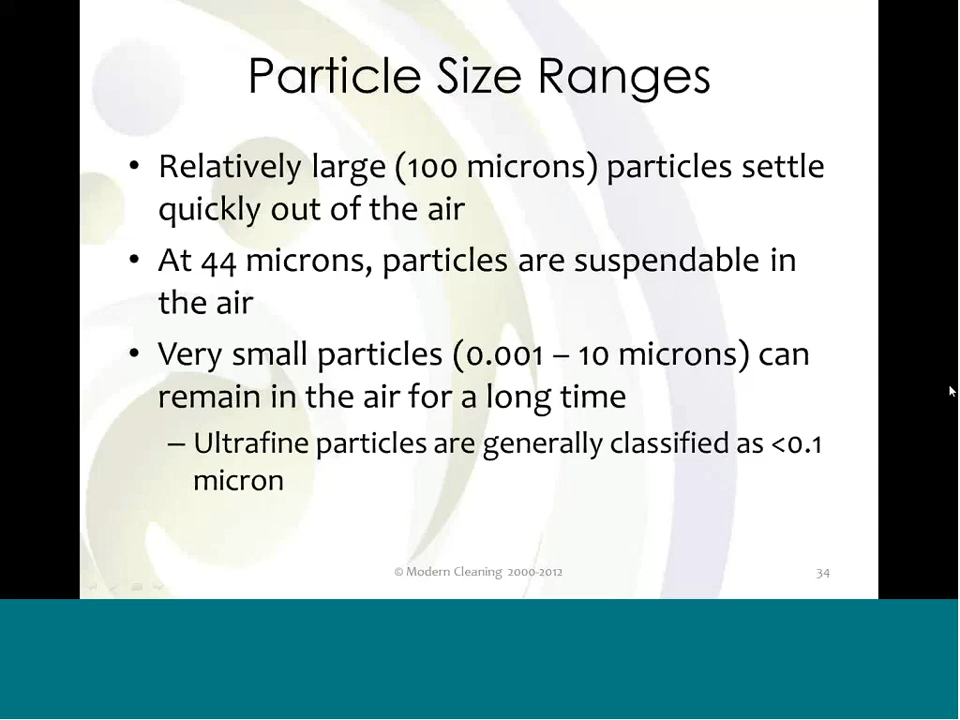 Particle Size Ranges
• Relatively large (100 microns) particles settle
quickly out of the air
• At 44 microns, particles are suspendable in
the air
• Very small particles (0.001 – 10 microns) can
remain in the air for a long time
– Ultrafine particles are generally classified as <0.1
micron
© Modern Cleaning 2000-2012
34